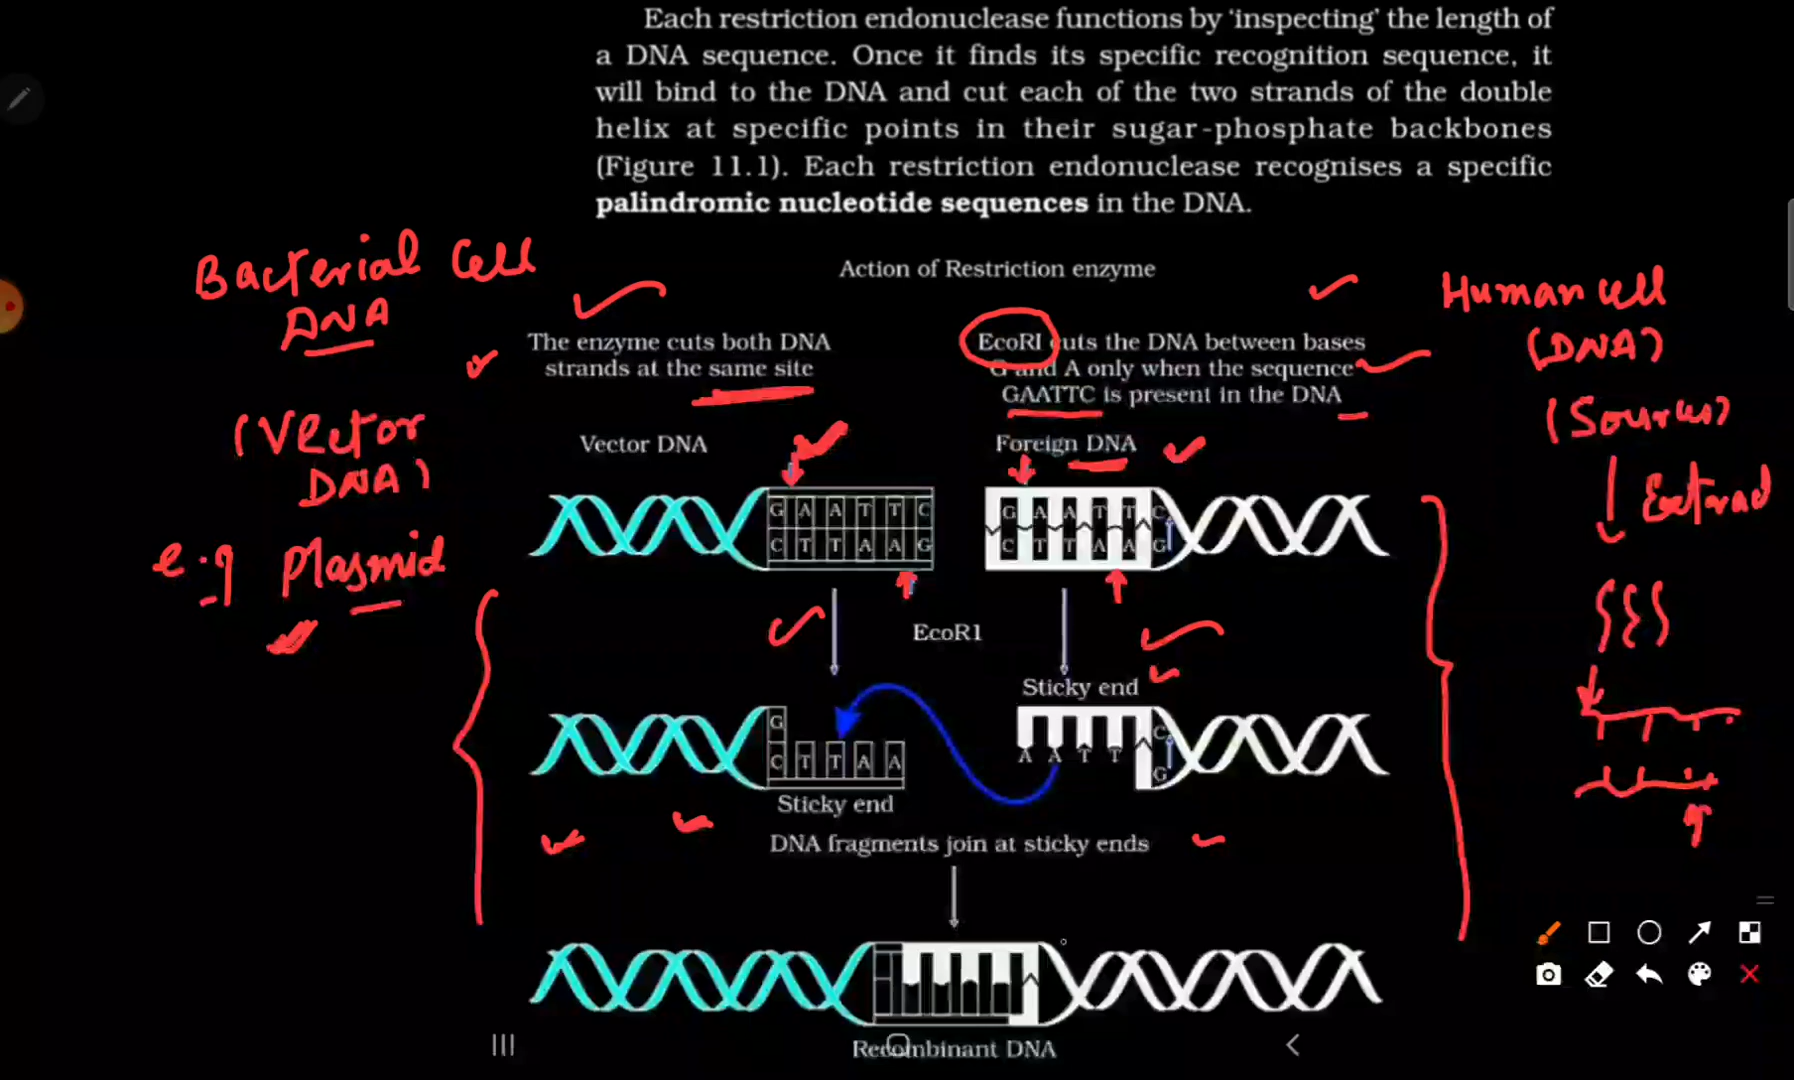 Each restriction endonuclease functions by ‘inspecting’ the length of
a DNA sequence. Once it finds its specific recognition sequence, it
will bind to the DNA and cut each of the two strands of the double
helix at specific points in their sugar-phosphate backbones
(Figure 11.1). Each restriction endonuclease recognises a specific
palindromic nucleotide sequences in the DNA.
Bacterial Cell
DNA
Action of Restriction enzyme
Human cell
(DNA)
The enzyme cuts both DNA
strands at the same site
EcoRI cuts the DNA between bases
G and A only when the sequence
GAATTC is present in the DNA
(Vector
DNA)
(Source)
Vector DNA
Foreign DNA
e.g Plasmid
G A A T T C
C T T A A G
G A A T T C
C T T A A G
EcoR1
Sticky end
G
C T T A A
A A T T
C
G
Sticky end
DNA fragments join at sticky ends
Recombinant DNA